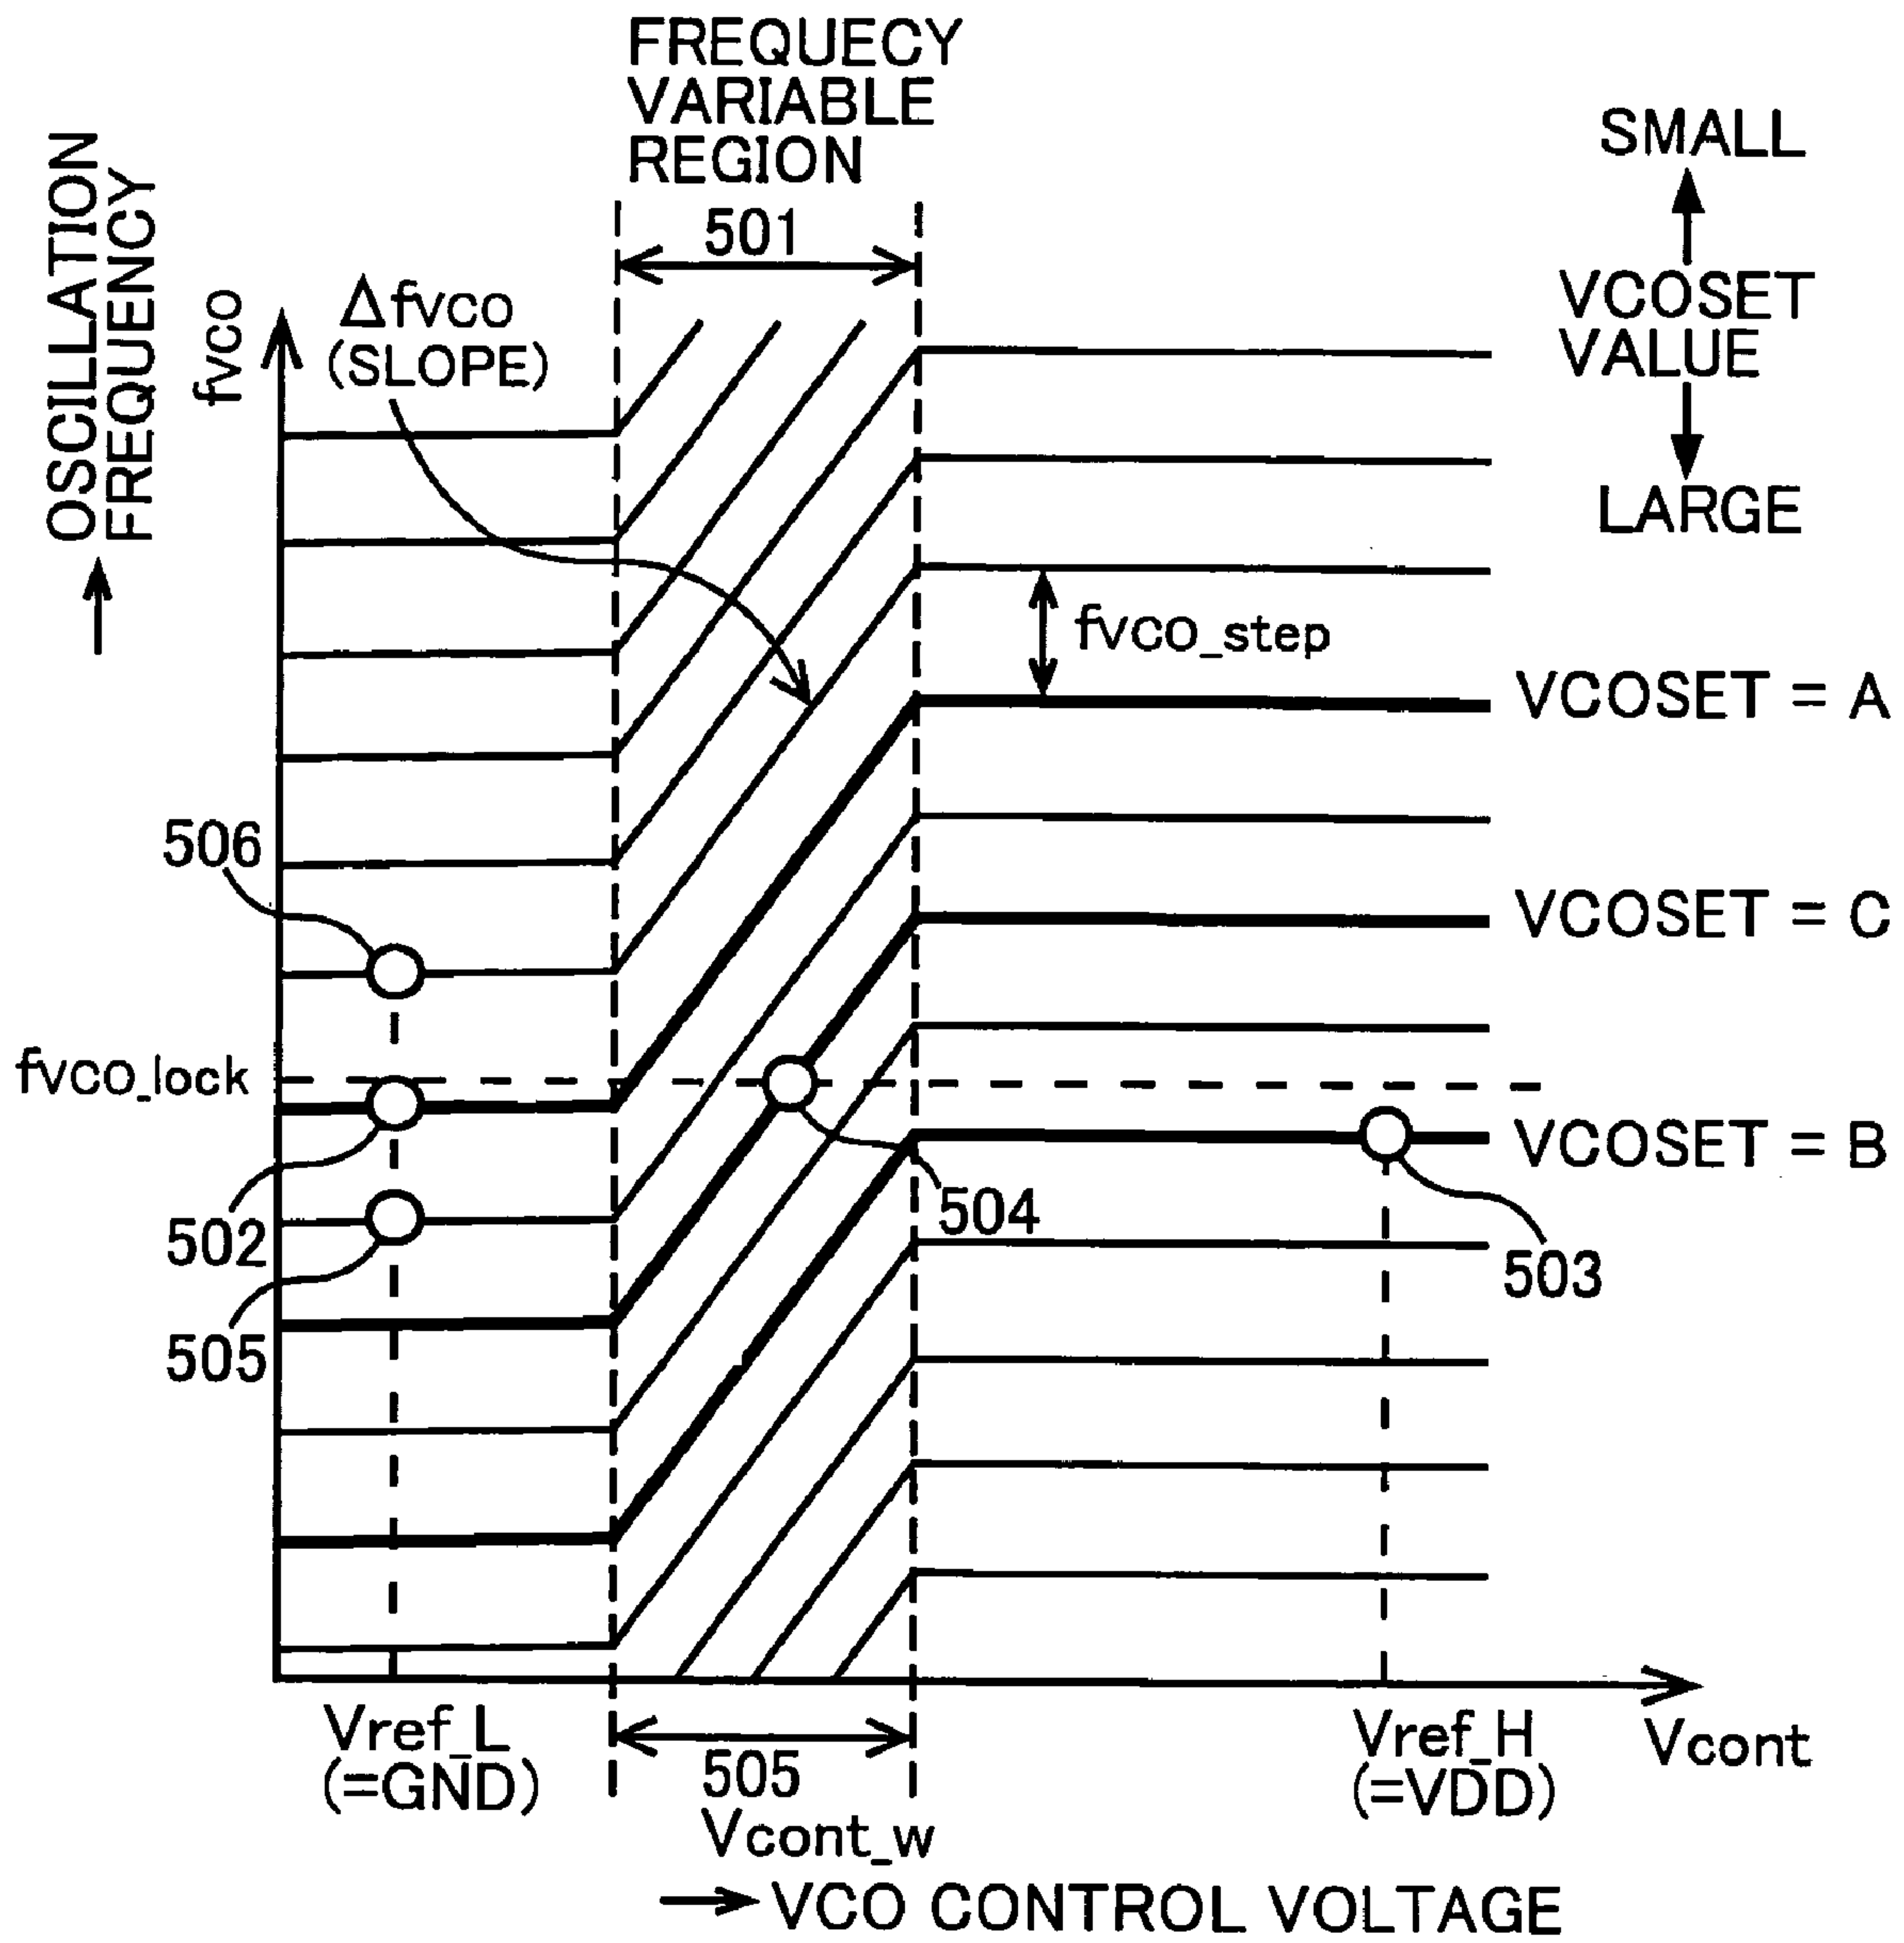 FREQUECY
VARIABLE
REGION
501
SMALL
VCOSET
VALUE
LARGE
OSCILLATION
FREQUENCY
fVCO
ΔfVCO
(SLOPE)
fVCO_step
VCOSET = A
506
VCOSET = C
fVCO_lock
VCOSET = B
504
502
503
505
Vref_L
(=GND)
505
Vcont_w
Vref_H
(=VDD)
Vcont
VCO CONTROL VOLTAGE